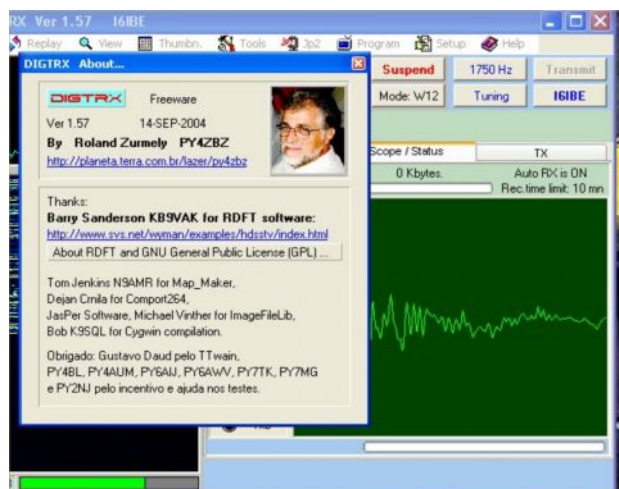 RX Ver 1.57 I6IBE
Replay View Thumbn. Tools Jp2 Program Setup Help
DIGTRX About...
Suspend 1750 Hz Transmit
Mode: W12 Tuning I6IBE
DIGTRX Freeware
Ver 1.57 14-SEP-2004
By Roland Zurmely PY4ZBZ
http://planeta.terra.com.br/lazer/py4zbz
Scope / Status TX
0 Kbytes. Auto RX is ON
Rec.time limit: 10 mn
Thanks:
Barry Sanderson KB9VAK for RDFT software:
http://www.svs.net/wyman/examples/hdsstv/index.html
About RDFT and GNU General Public License (GPL) ...
Tom Jenkins N9AMR for Map_Maker,
Dejan Crnila for Comport264,
JasPer Software, Michael Vinther for ImageFileLib,
Bob K9SQL for Cygwin compilation.
Obrigado: Gustavo Daud pelo TTwain,
PY4BL, PY4AUM, PY6AIJ, PY6AWV, PY7TK, PY7MG
e PY2NJ pelo incentivo e ajuda nos testes.